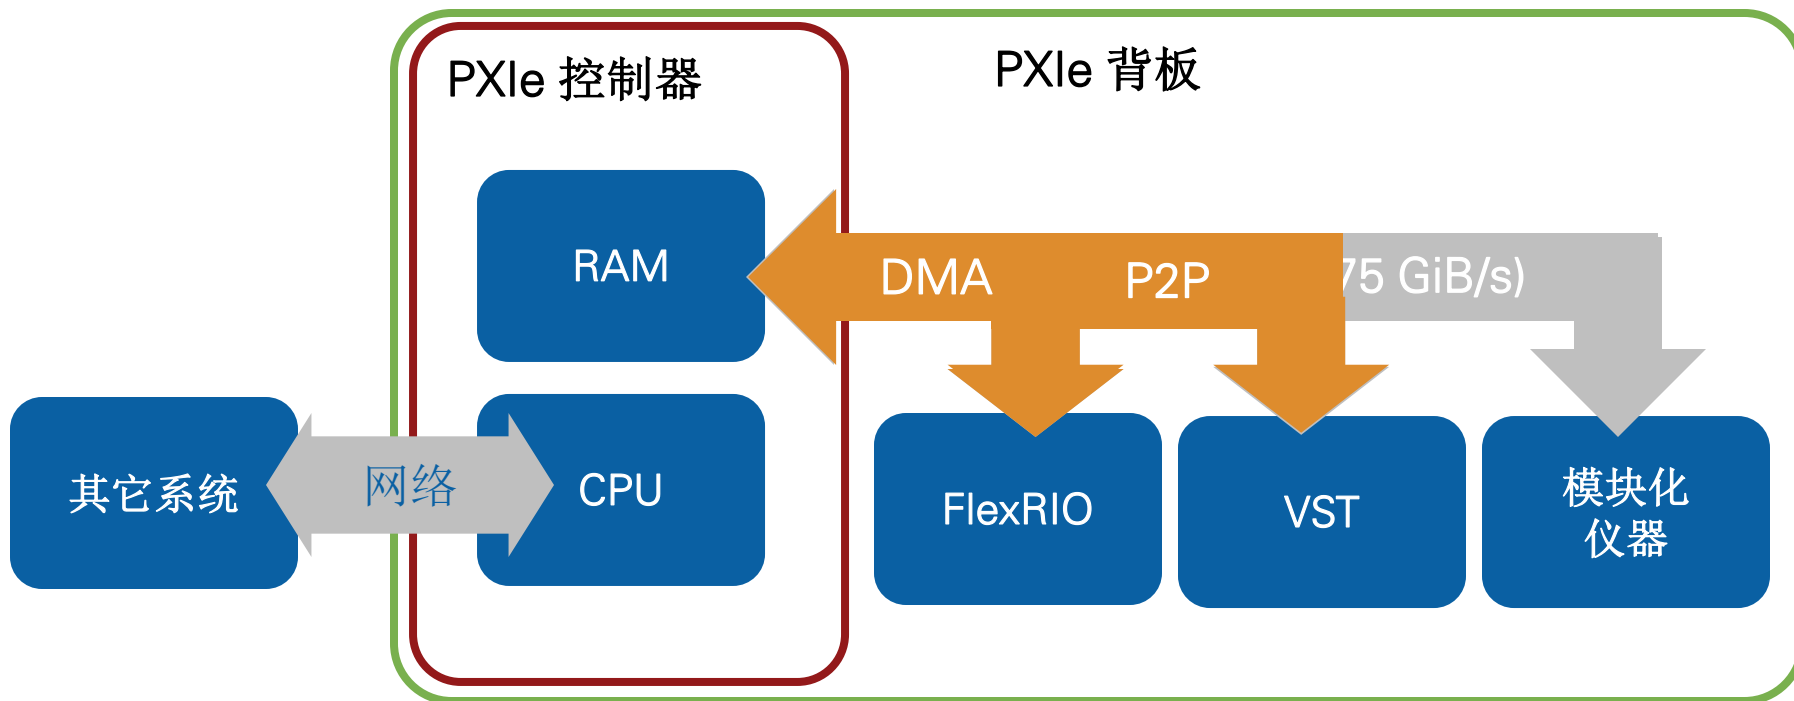 PXIe 控制器
PXIe 背板
RAM
DMA
P2P
75 GiB/s)
其它系统
网络
CPU
FlexRIO
VST
模块化
仪器